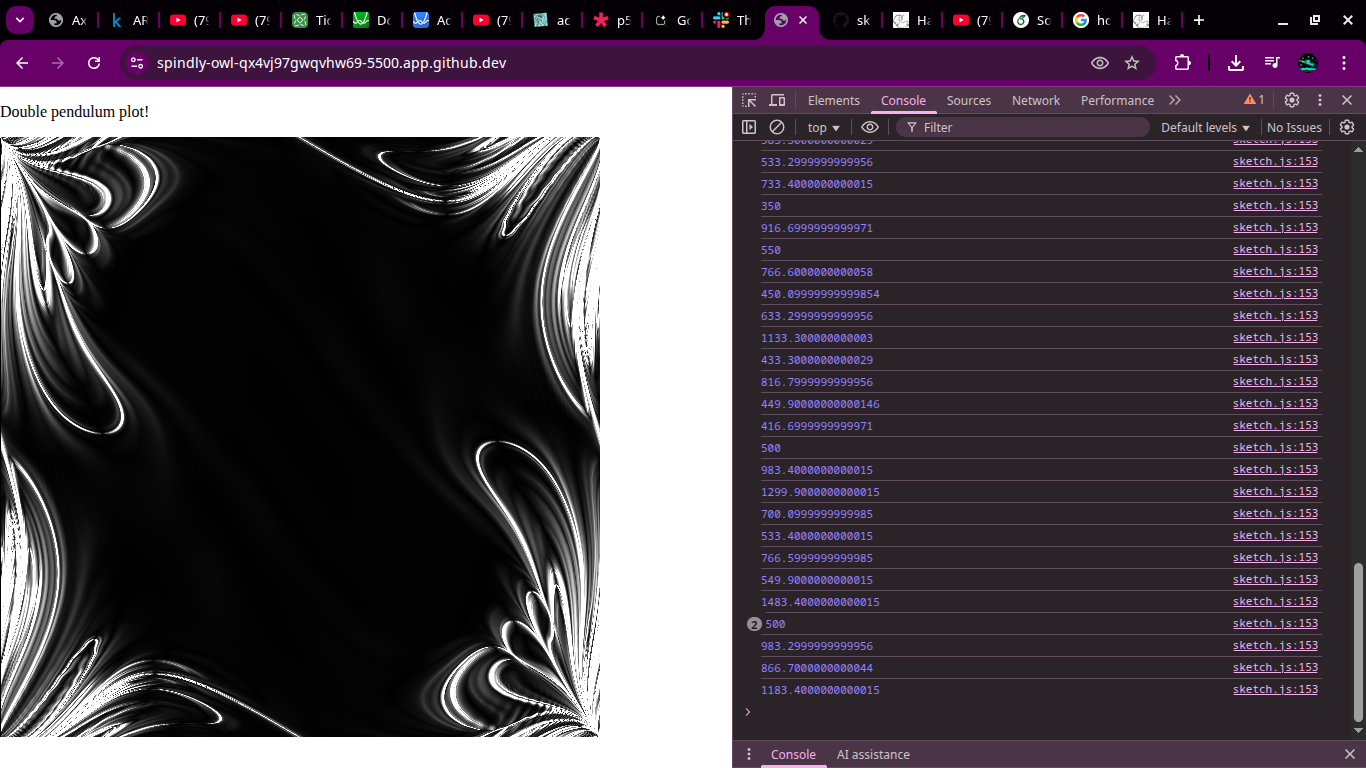 Ax
AR
(79
(79
Tic
Do
Ac
(79
ac
p5
Gc
Th
sk
Ha
(79
So
ho
Ha
spindly-owl-qx4vj97gwqvhw69-5500.app.github.dev
Double pendulum plot!
Elements Console Sources Network Performance 1
top Filter Default levels No Issues
533.2999999999956 sketch.js:153
733.4000000000015 sketch.js:153
350 sketch.js:153
916.6999999999971 sketch.js:153
550 sketch.js:153
766.6000000000058 sketch.js:153
450.09999999999854 sketch.js:153
633.2999999999956 sketch.js:153
1133.300000000003 sketch.js:153
433.3000000000029 sketch.js:153
816.7999999999956 sketch.js:153
449.90000000000146 sketch.js:153
416.6999999999971 sketch.js:153
500 sketch.js:153
983.4000000000015 sketch.js:153
1299.9000000000015 sketch.js:153
700.0999999999985 sketch.js:153
533.4000000000015 sketch.js:153
766.5999999999985 sketch.js:153
549.9000000000015 sketch.js:153
1483.4000000000015 sketch.js:153
2 500 sketch.js:153
983.2999999999956 sketch.js:153
866.7000000000044 sketch.js:153
1183.4000000000015 sketch.js:153
Console AI assistance